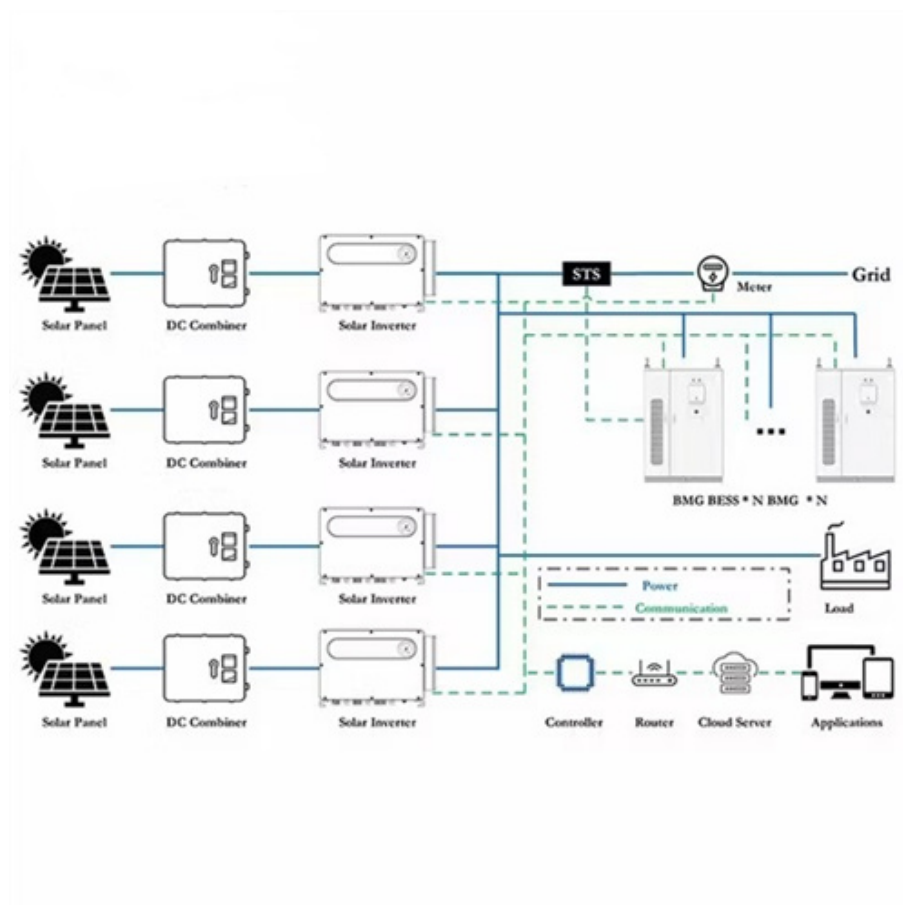 STS
Grid
Meter
Solar Panel
DC Combiner
Solar Inverter
Solar Panel
DC Combiner
Solar Inverter
BMG BESS * N BMG * N
Solar Panel
DC Combiner
Solar Inverter
Power
Communication
Load
Solar Panel
DC Combiner
Solar Inverter
Controller
Router
Cloud Server
Applications